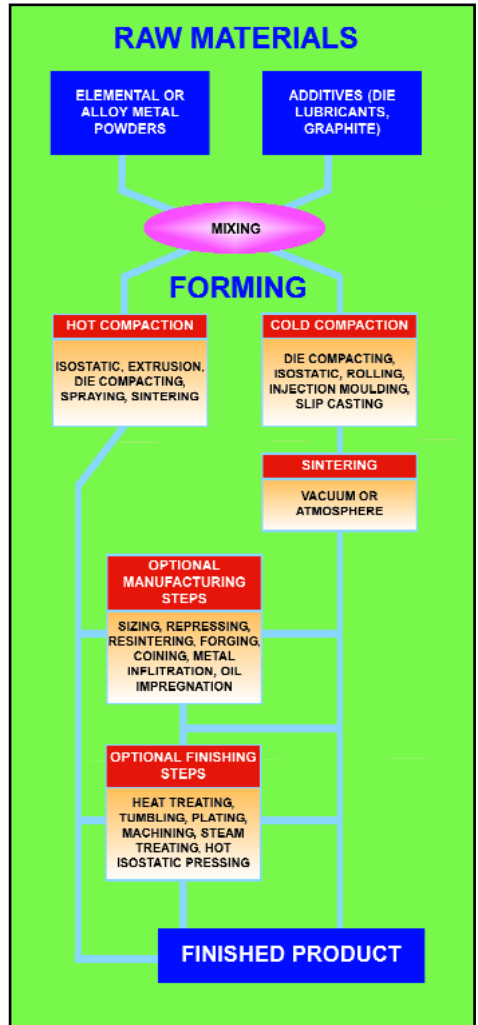 RAW MATERIALS
ELEMENTAL OR
ALLOY METAL
POWDERS
ADDITIVES (DIE
LUBRICANTS,
GRAPHITE)
MIXING
FORMING
HOT COMPACTION
ISOSTATIC, EXTRUSION,
DIE COMPACTING,
SPRAYING, SINTERING
COLD COMPACTION
DIE COMPACTING,
ISOSTATIC, ROLLING,
INJECTION MOULDING,
SLIP CASTING
SINTERING
VACUUM OR
ATMOSPHERE
OPTIONAL
MANUFACTURING
STEPS
SIZING, REPRESSING,
RESINTERING, FORGING,
COINING, METAL
INFLITRATION, OIL
IMPREGNATION
OPTIONAL FINISHING
STEPS
HEAT TREATING,
TUMBLING, PLATING,
MACHINING, STEAM
TREATING, HOT
ISOSTATIC PRESSING
FINISHED PRODUCT